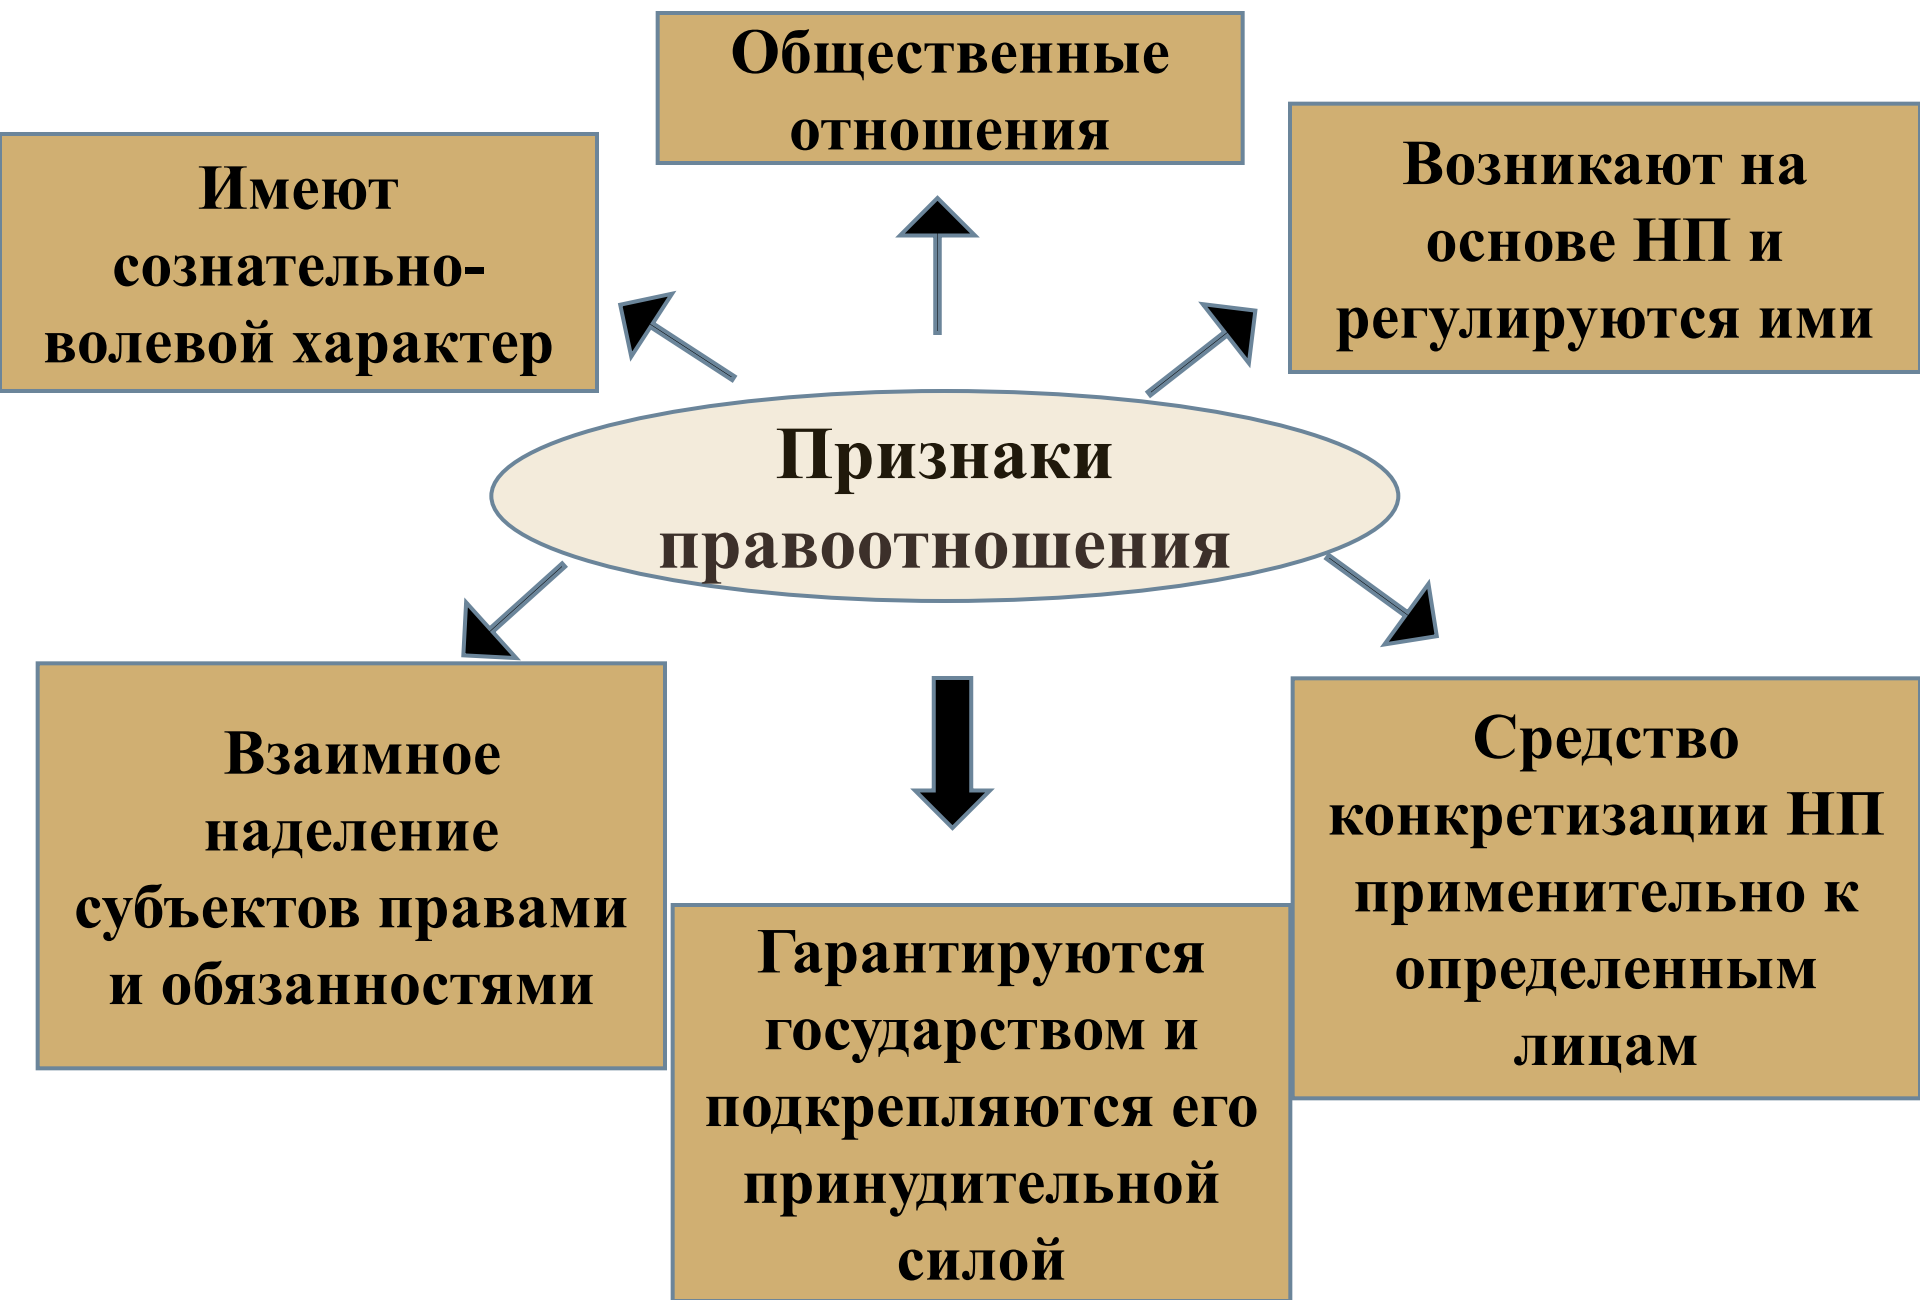 Общественные
отношения
Имеют
сознательно-
волевой характер
Возникают на
основе НП и
регулируются ими
Признаки
правоотношения
Взаимное
наделение
субъектов правами
и обязанностями
Гарантируются
государством и
подкрепляются его
принудительной
силой
Средство
конкретизации НП
применительно к
определенным
лицам